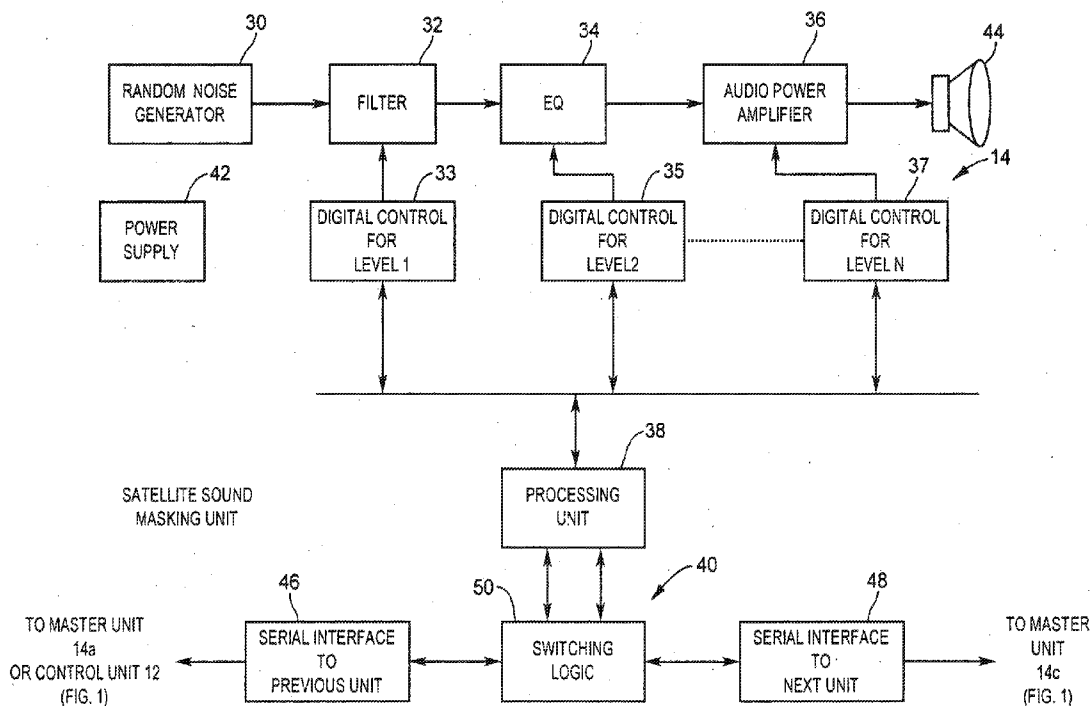 30
32
34
36
44
RANDOM NOISE
GENERATOR
FILTER
EQ
AUDIO POWER
AMPLIFIER
14
42
33
35
37
POWER
SUPPLY
DIGITAL CONTROL
FOR
LEVEL 1
DIGITAL CONTROL
FOR
LEVEL2
DIGITAL CONTROL
FOR
LEVEL N
38
PROCESSING
UNIT
SATELLITE SOUND
MASKING UNIT
40
46
50
48
TO MASTER UNIT
14a
OR CONTROL UNIT 12
(FIG. 1)
SERIAL INTERFACE
TO
PREVIOUS UNIT
SWITCHING
LOGIC
SERIAL INTERFACE
TO
NEXT UNIT
TO MASTER
UNIT
14c
(FIG. 1)